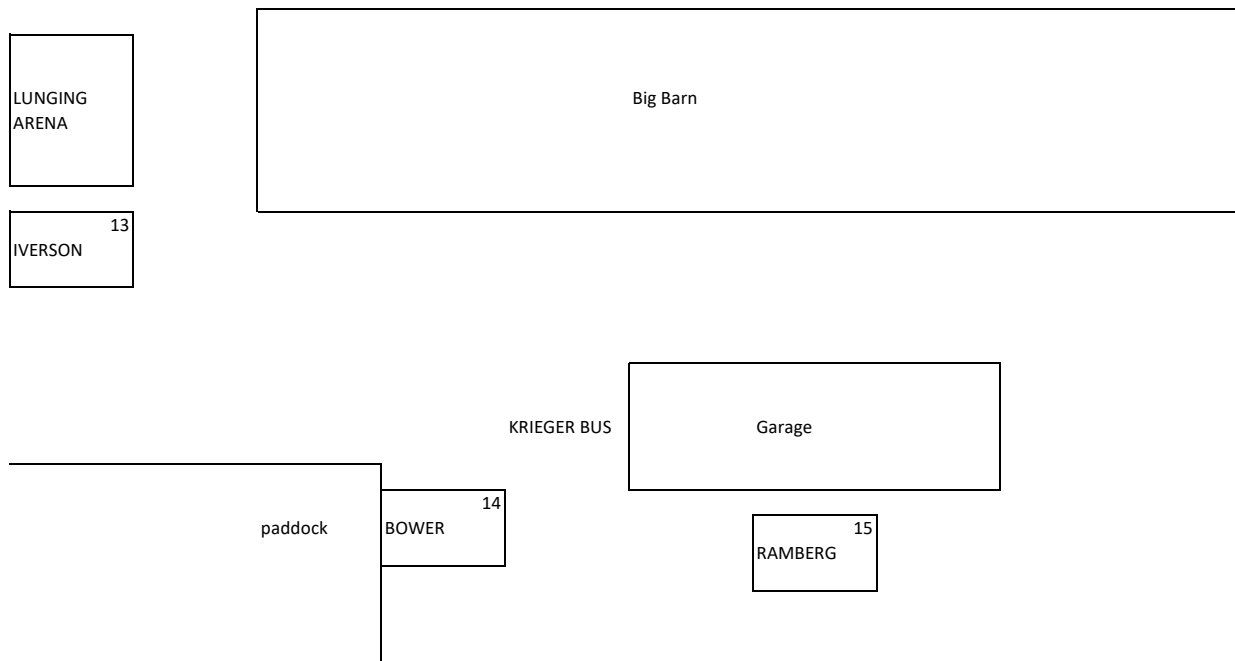 LUNGING
ARENA
Big Barn
13
IVERSON
KRIEGER BUS
Garage
14
paddock
BOWER
15
RAMBERG